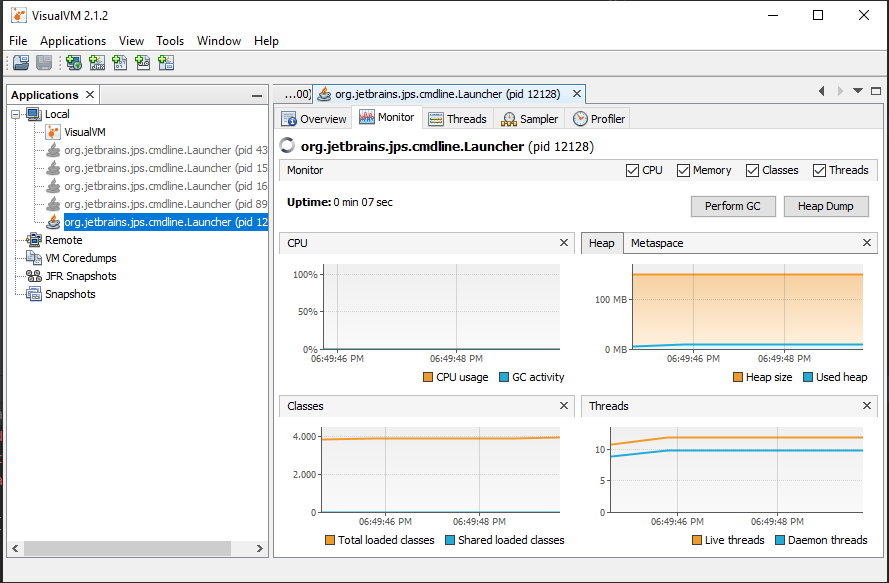 VisualVM 2.1.2
File Applications View Tools Window Help
Applications
Local
VisualVM
org.jetbrains.jps.cmdline.Launcher (pid 43
org.jetbrains.jps.cmdline.Launcher (pid 15
org.jetbrains.jps.cmdline.Launcher (pid 16
org.jetbrains.jps.cmdline.Launcher (pid 89
org.jetbrains.jps.cmdline.Launcher (pid 12
Remote
VM Coredumps
JFR Snapshots
Snapshots
...00) org.jetbrains.jps.cmdline.Launcher (pid 12128)
Overview Monitor Threads Sampler Profiler
org.jetbrains.jps.cmdline.Launcher (pid 12128)
Monitor CPU Memory Classes Threads
Uptime: 0 min 07 sec
Perform GC Heap Dump
CPU
100%
50%
0%
06:49:46 PM 06:49:48 PM
CPU usage GC activity
Heap Metaspace
100 MB
0 MB
06:49:46 PM 06:49:48 PM
Heap size Used heap
Classes
4.000
2.000
0
06:49:46 PM 06:49:48 PM
Total loaded classes Shared loaded classes
Threads
10
5
0
06:49:46 PM 06:49:48 PM
Live threads Daemon threads